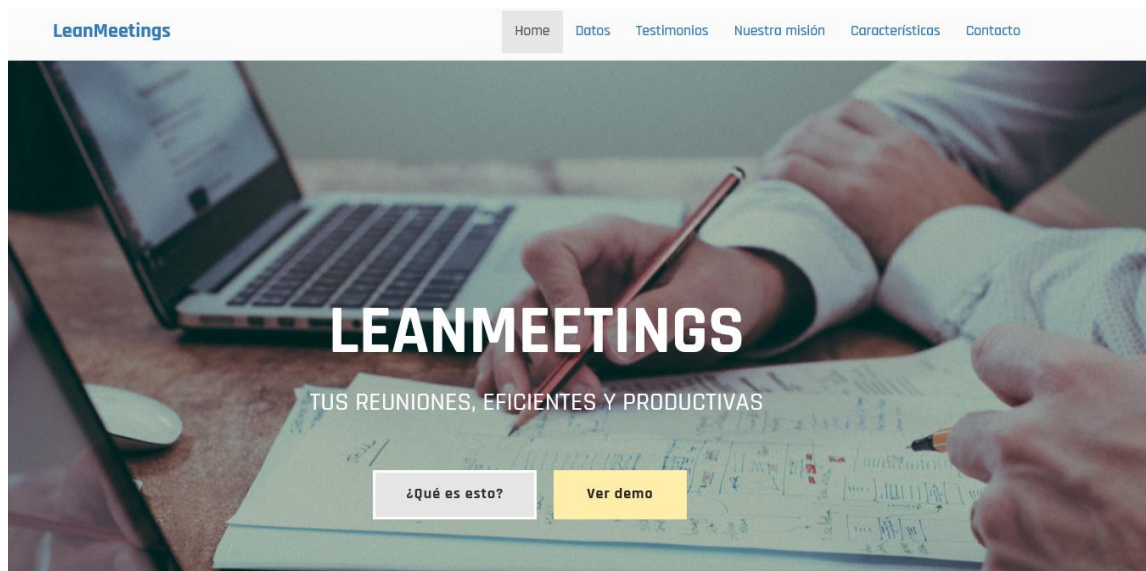 LeanMeetings
Home Datos Testimonios Nuestra misión Características Contacto
LEANMEETINGS
TUS REUNIONES, EFICIENTES Y PRODUCTIVAS
¿Qué es esto? Ver demo